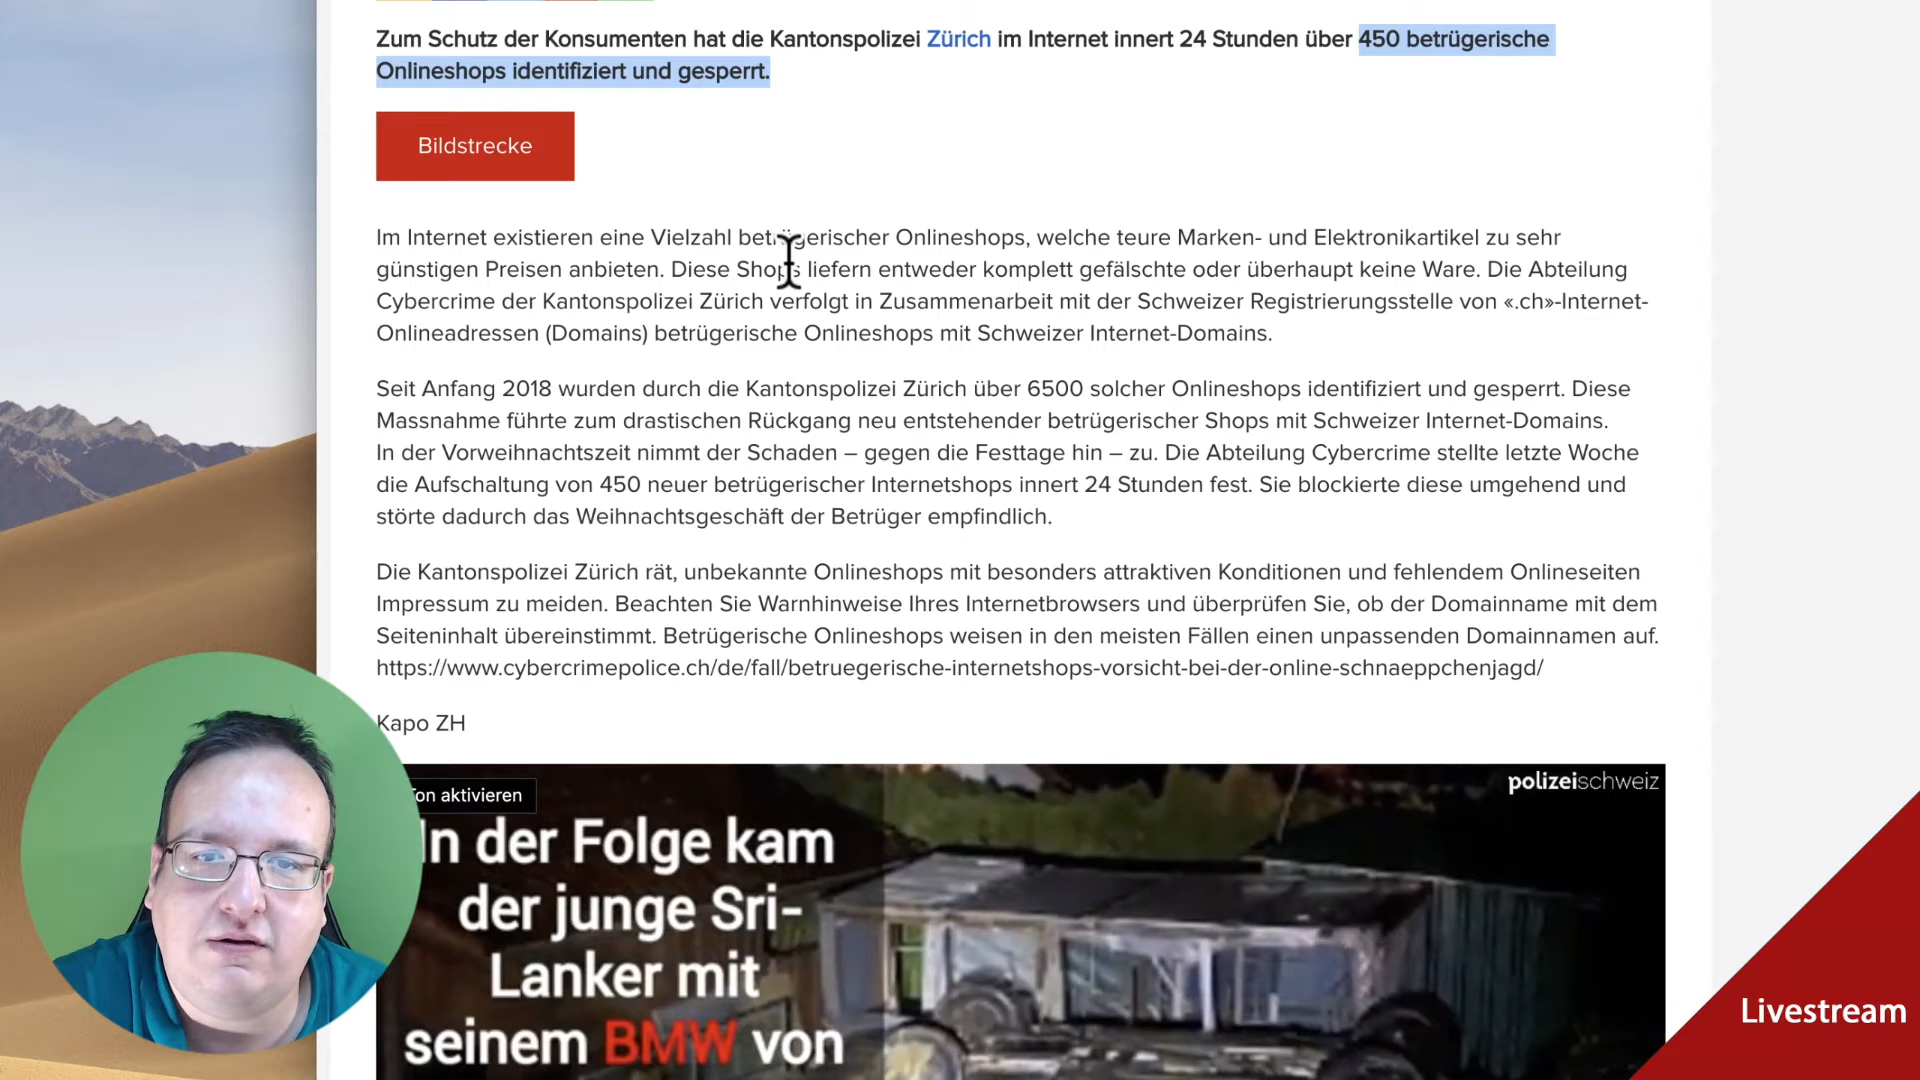 Zum Schutz der Konsumenten hat die Kantonspolizei Zürich im Internet innert 24 Stunden über 450 betrügerische
Onlineshops identifiziert und gesperrt.
Bildstrecke
Im Internet existieren eine Vielzahl betrügerischer Onlineshops, welche teure Marken- und Elektronikartikel zu sehr
günstigen Preisen anbieten. Diese Shops liefern entweder komplett gefälschte oder überhaupt keine Ware. Die Abteilung
Cybercrime der Kantonspolizei Zürich verfolgt in Zusammenarbeit mit der Schweizer Registrierungsstelle von «.ch»-Internet-
Onlineadressen (Domains) betrügerische Onlineshops mit Schweizer Internet-Domains.
Seit Anfang 2018 wurden durch die Kantonspolizei Zürich über 6500 solcher Onlineshops identifiziert und gesperrt. Diese
Massnahme führte zum drastischen Rückgang neu entstehender betrügerischer Shops mit Schweizer Internet-Domains.
In der Vorweihnachtszeit nimmt der Schaden – gegen die Festtage hin – zu. Die Abteilung Cybercrime stellte letzte Woche
die Aufschaltung von 450 neuer betrügerischer Internetshops innert 24 Stunden fest. Sie blockierte diese umgehend und
störte dadurch das Weihnachtsgeschäft der Betrüger empfindlich.
Die Kantonspolizei Zürich rät, unbekannte Onlineshops mit besonders attraktiven Konditionen und fehlendem Onlineseiten
Impressum zu meiden. Beachten Sie Warnhinweise Ihres Internetbrowsers und überprüfen Sie, ob der Domainname mit dem
Seiteninhalt übereinstimmt. Betrügerische Onlineshops weisen in den meisten Fällen einen unpassenden Domainnamen auf.
https://www.cybercrimepolice.ch/de/fall/betruegerische-internetshops-vorsicht-bei-der-online-schnaeppchenjagd/
Kapo ZH
Ton aktivieren
polizeischweiz
In der Folge kam
der junge Sri-
Lanker mit
seinem BMW von
Livestream